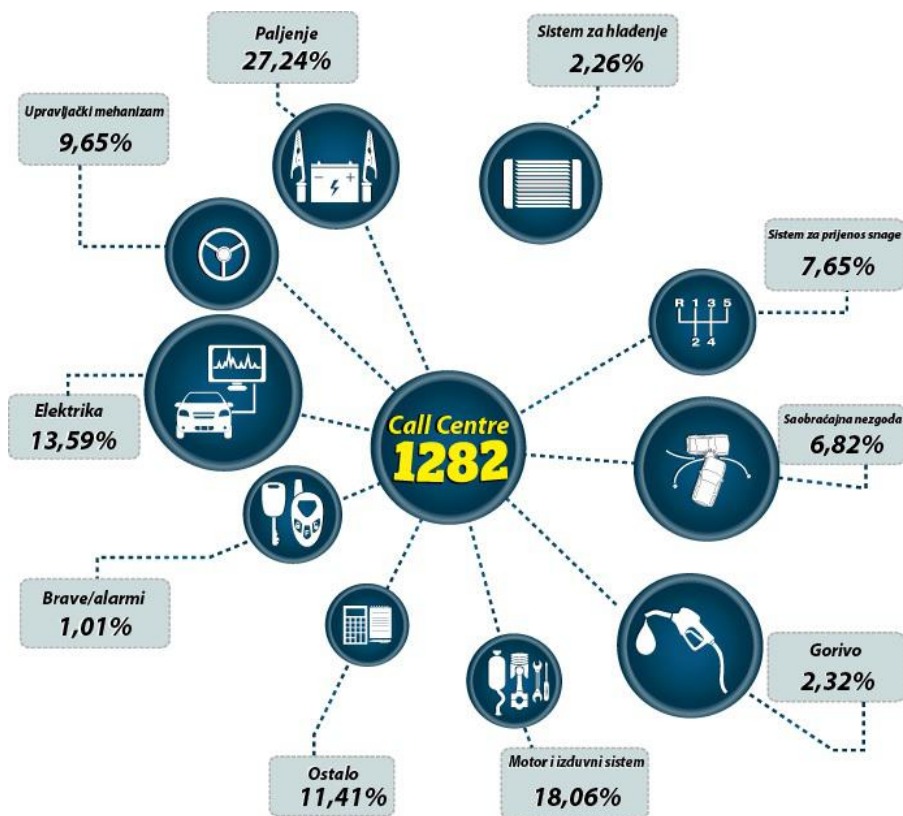 Paljenje
27,24%
Sistem za hlađenje
2,26%
Upravljački mehanizam
9,65%
Sistem za prijenos snage
7,65%
R 1 3 5
2 4
Elektrika
13,59%
Call Centre
1282
Saobraćajna nezgoda
6,82%
Brave/alarmi
1,01%
Gorivo
2,32%
Ostalo
11,41%
Motor i izduvni sistem
18,06%